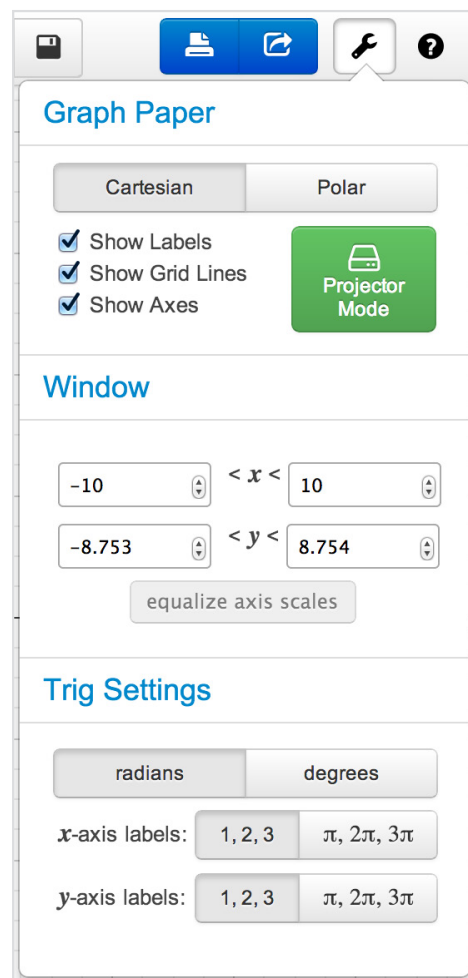 ?
Graph Paper
Cartesian Polar
Show Labels
Show Grid Lines
Show Axes
Projector
Mode
Window
-10 < x < 10
-8.753 < y < 8.754
equalize axis scales
Trig Settings
radians degrees
x-axis labels: 1, 2, 3 π, 2π, 3π
y-axis labels: 1, 2, 3 π, 2π, 3π